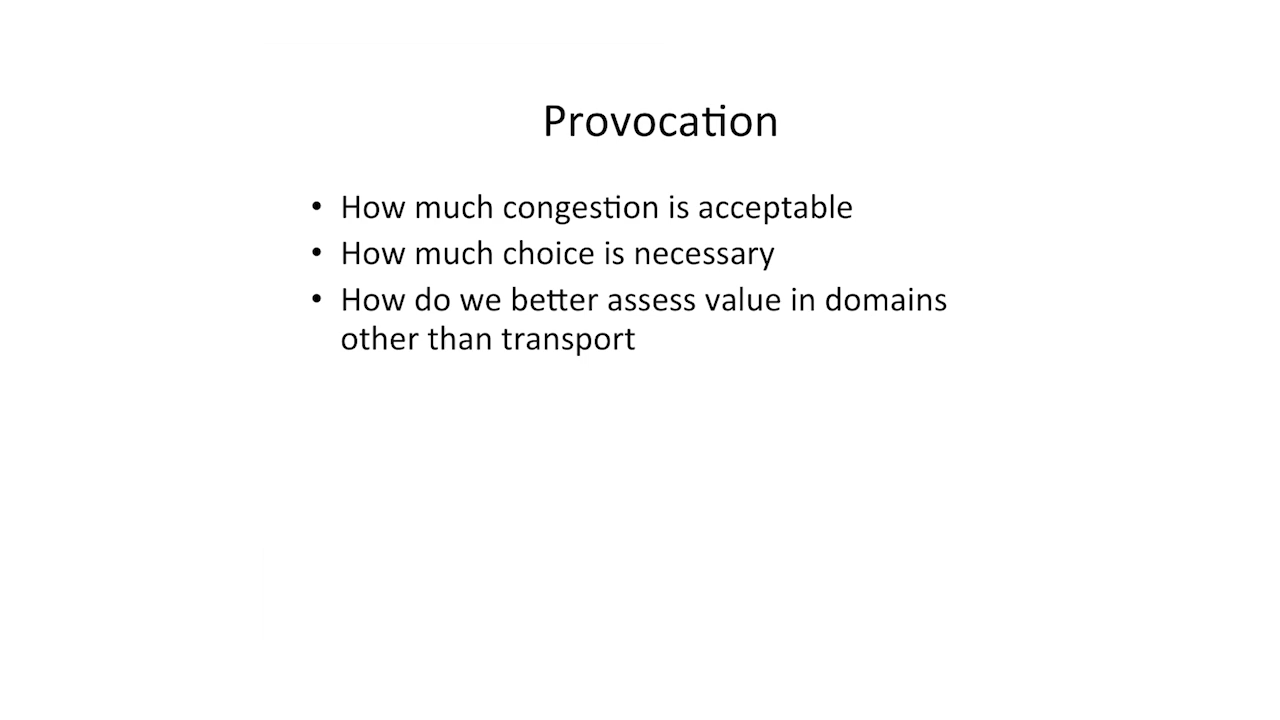 Provocation
• How much congestion is acceptable
• How much choice is necessary
• How do we better assess value in domains
other than transport